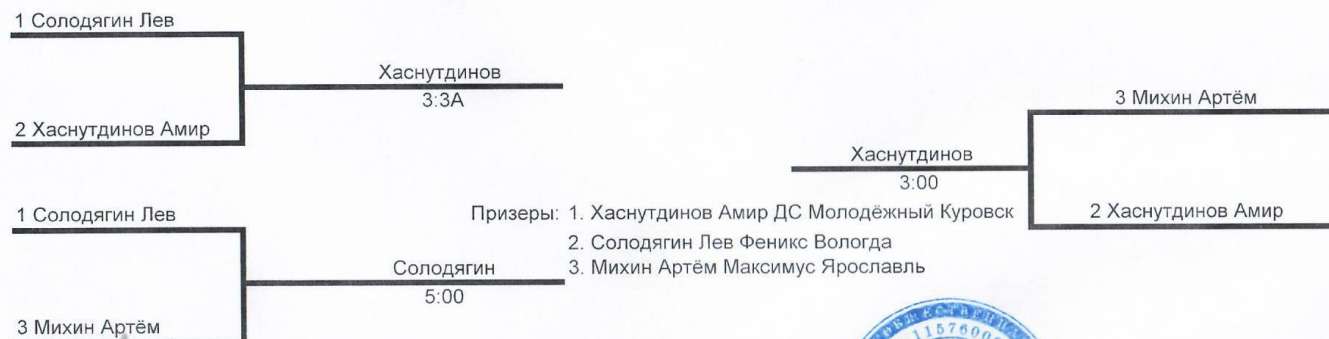 1 Солодягин Лев
Хаснутдинов
3:3А
2 Хаснутдинов Амир
3 Михин Артём
Хаснутдинов
3:00
2 Хаснутдинов Амир
1 Солодягин Лев
Призеры: 1. Хаснутдинов Амир ДС Молодёжный Куровск
2. Солодягин Лев Феникс Вологда
3. Михин Артём Максимус Ярославль
Солодягин
5:00
3 Михин Артём